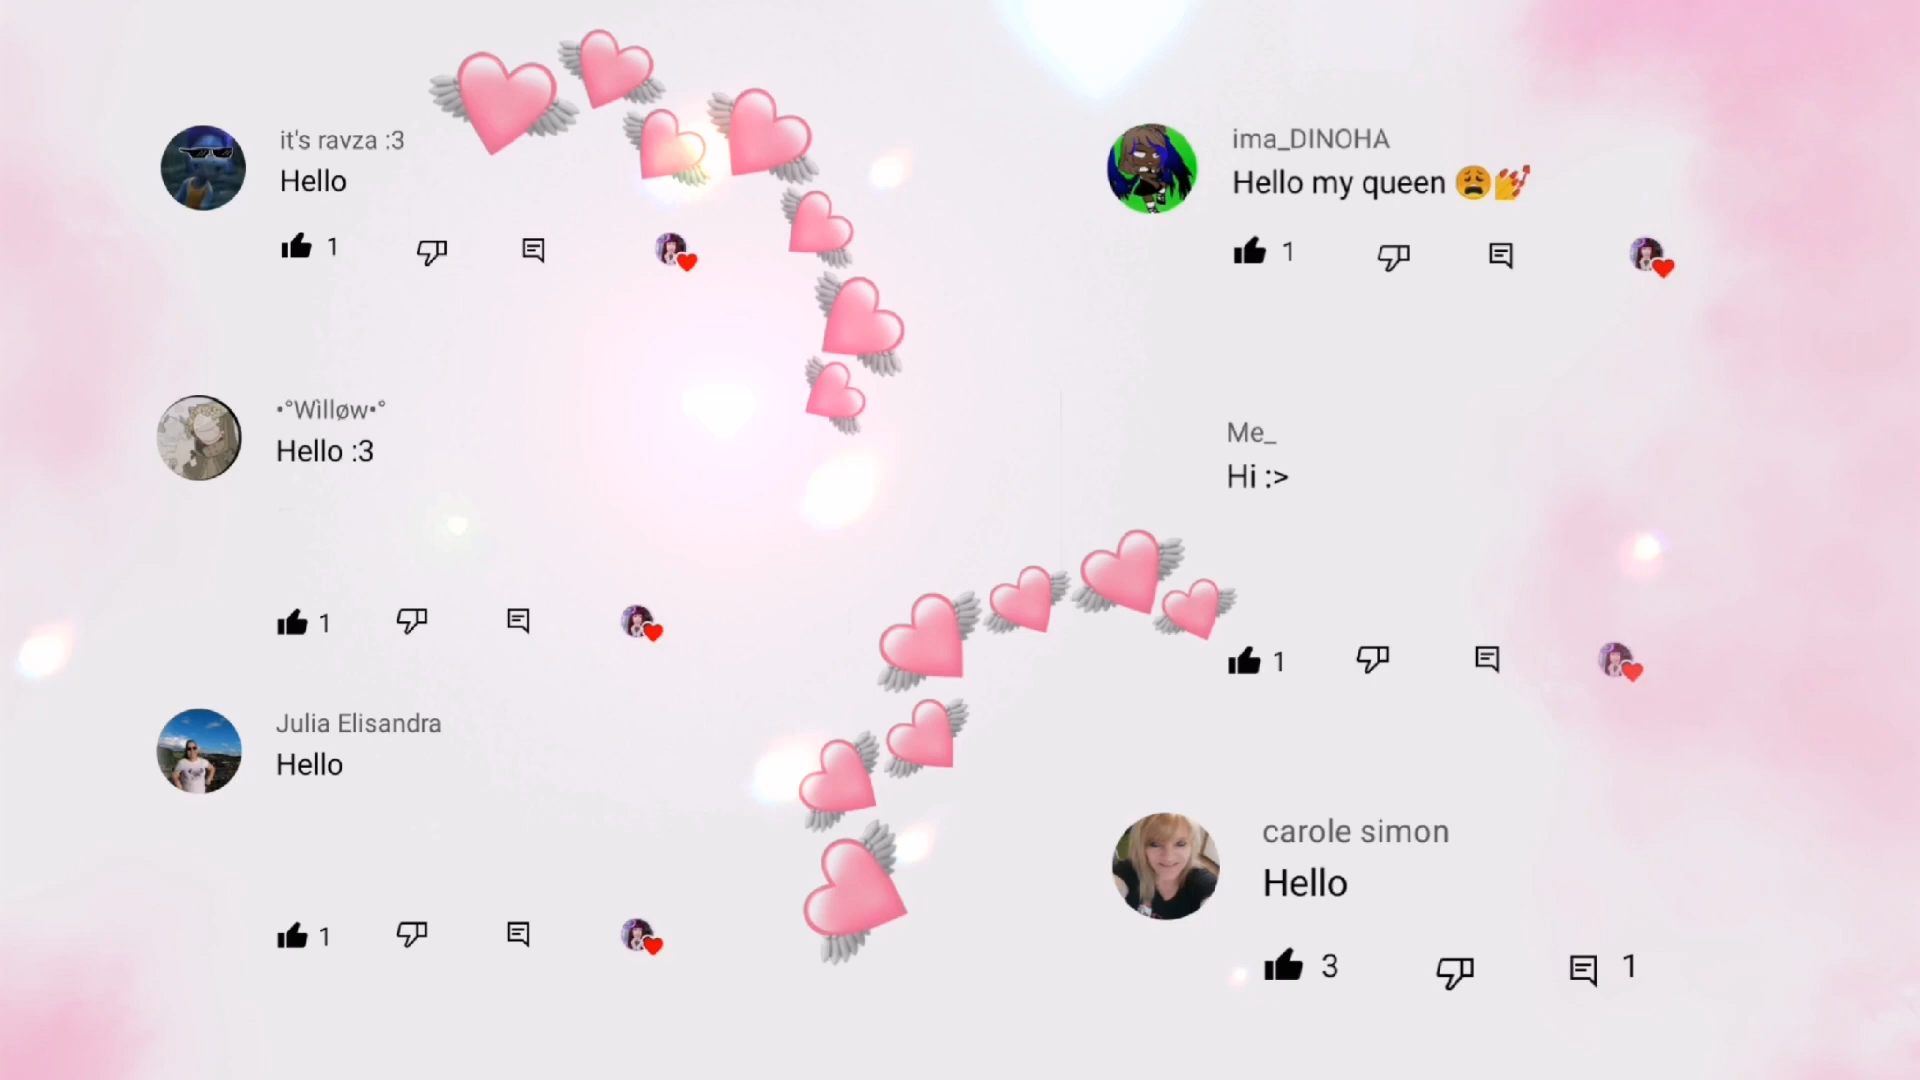 it's ravza :3
Hello
1
•°Wìlløw•°
Hello :3
1
Julia Elisandra
Hello
1
ima_DINOHA
Hello my queen 😩💅
1
Me_
Hi :>
1
carole simon
Hello
3 1